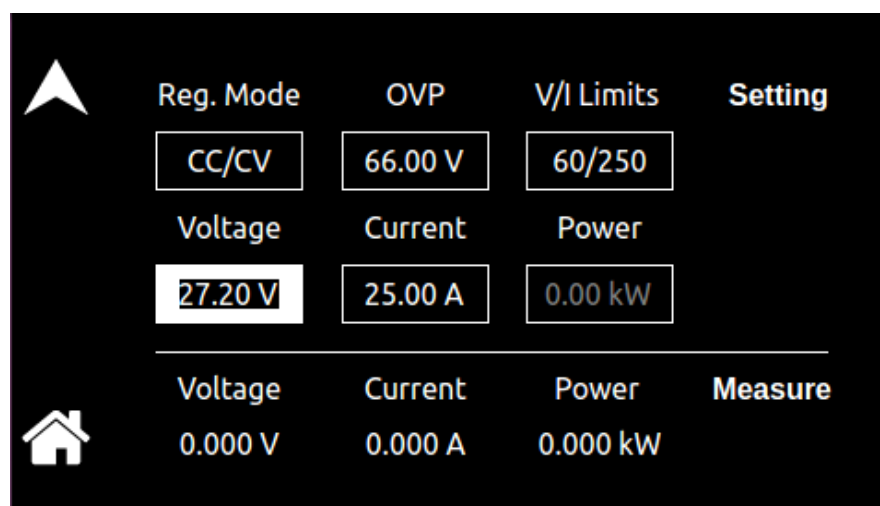 Reg. Mode OVP V/I Limits Setting
CC/CV 66.00 V 60/250
Voltage Current Power
27.20 V 25.00 A 0.00 kW
Voltage Current Power Measure
0.000 V 0.000 A 0.000 kW